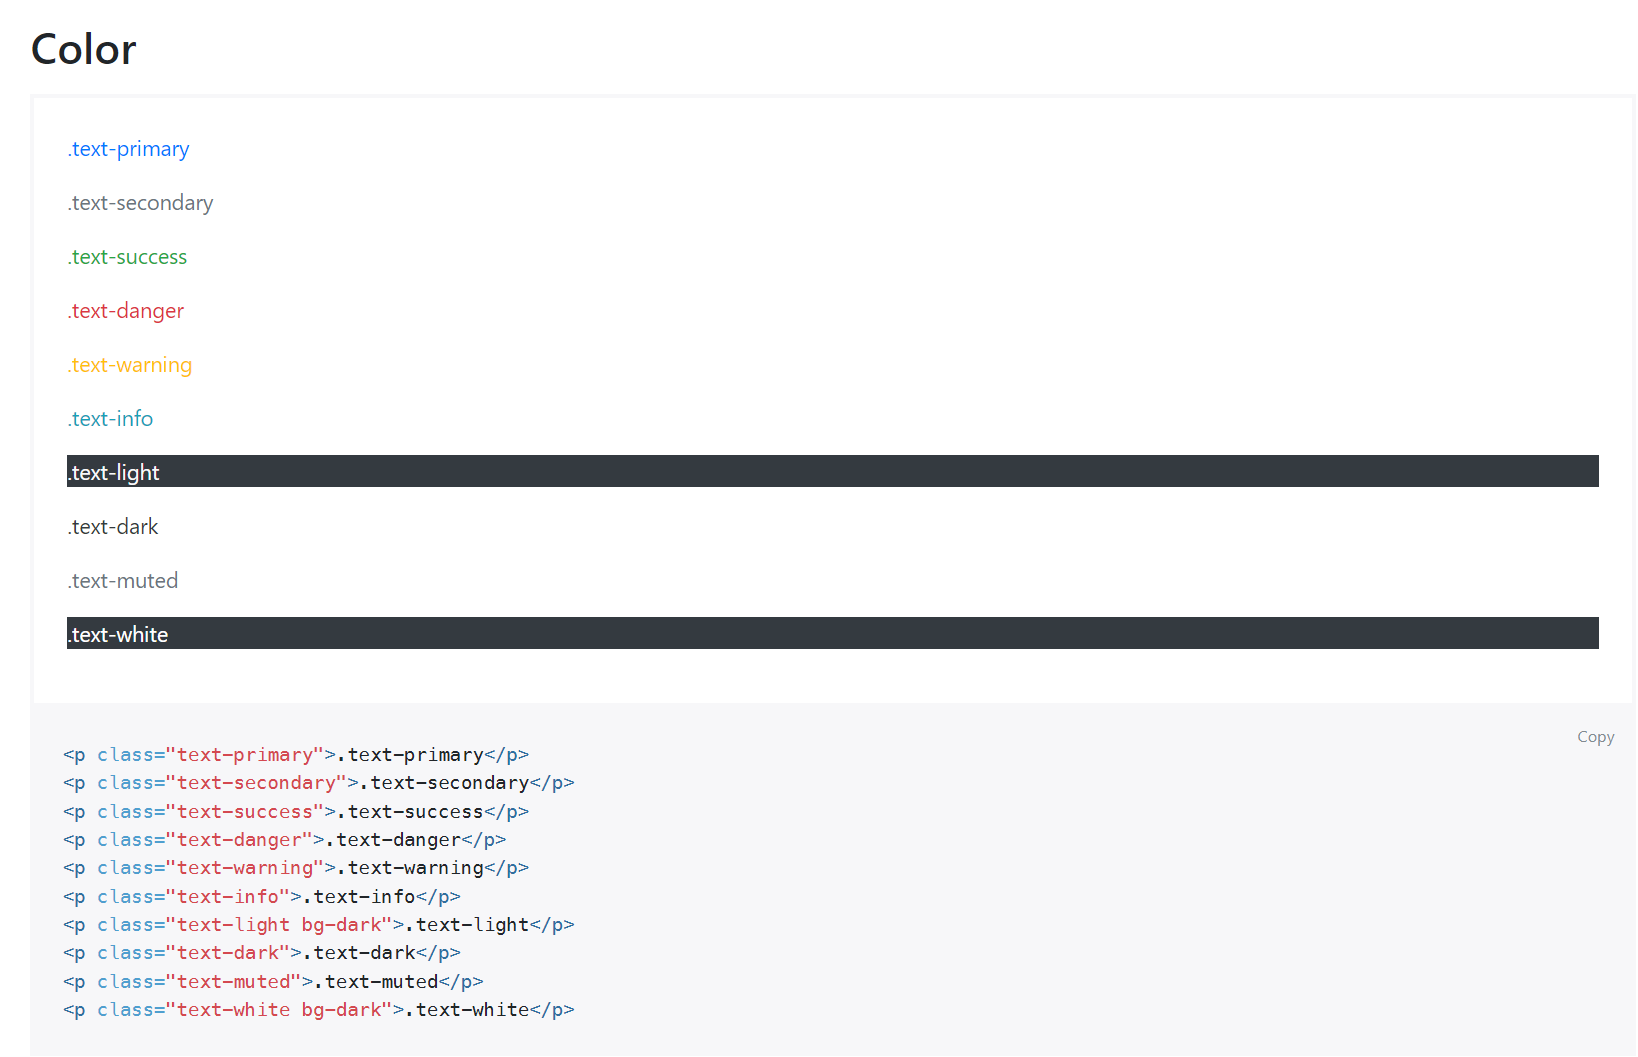 Color
.text-primary
.text-secondary
.text-success
.text-danger
.text-warning
.text-info
.text-light
.text-dark
.text-muted
.text-white
Copy
<p class="text-primary">.text-primary</p>
<p class="text-secondary">.text-secondary</p>
<p class="text-success">.text-success</p>
<p class="text-danger">.text-danger</p>
<p class="text-warning">.text-warning</p>
<p class="text-info">.text-info</p>
<p class="text-light bg-dark">.text-light</p>
<p class="text-dark">.text-dark</p>
<p class="text-muted">.text-muted</p>
<p class="text-white bg-dark">.text-white</p>